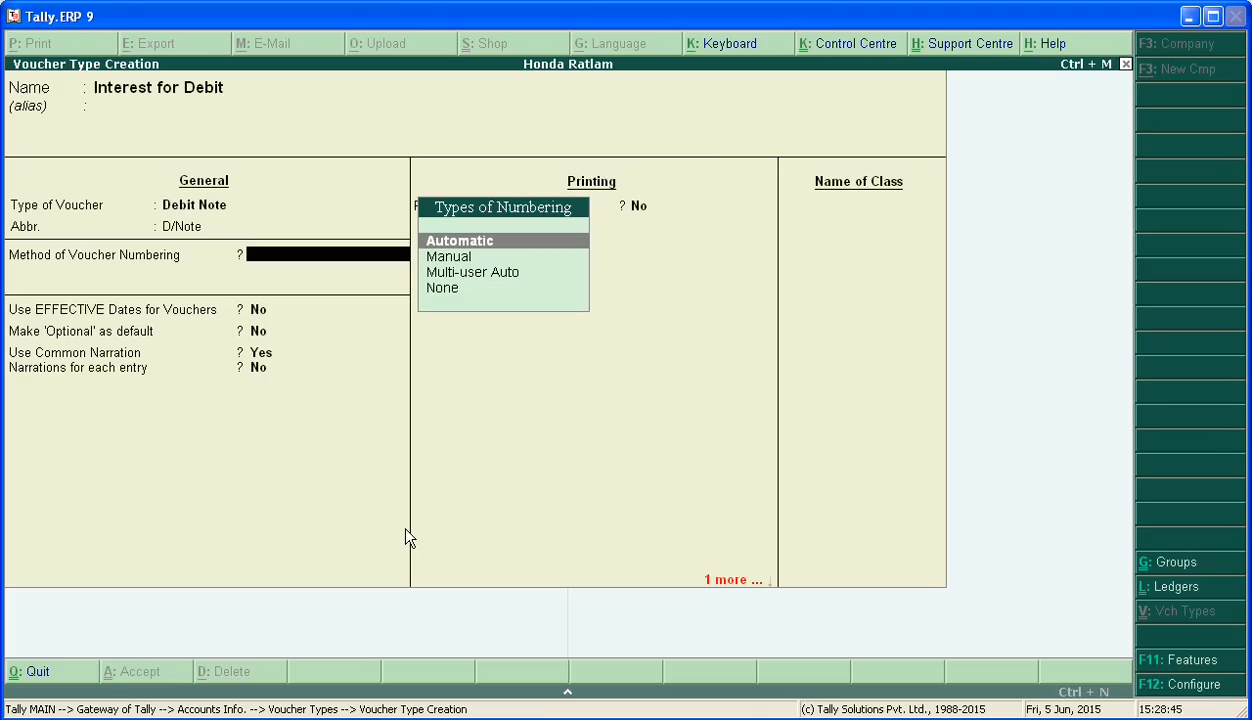 Tally.ERP 9
P: Print E: Export M: E-Mail O: Upload S: Shop G: Language K: Keyboard K: Control Centre H: Support Centre H: Help
F3: Company
F3: New Cmp
Voucher Type Creation Honda Ratlam Ctrl + M
Name : Interest for Debit
(alias) :
General Printing Name of Class
Type of Voucher : Debit Note
? No
Types of Numbering
Abbr. : D/Note
Automatic
Method of Voucher Numbering ?
Manual
Multi-user Auto
None
Use EFFECTIVE Dates for Vouchers ? No
Make 'Optional' as default ? No
Use Common Narration ? Yes
Narrations for each entry ? No
1 more ... ↓
G: Groups
L: Ledgers
V: Vch Types
F11: Features
F12: Configure
Q: Quit A: Accept D: Delete
Ctrl + N
Tally MAIN --> Gateway of Tally --> Accounts Info. --> Voucher Types --> Voucher Type Creation (c) Tally Solutions Pvt. Ltd., 1988-2015 Fri, 5 Jun, 2015 15:28:45